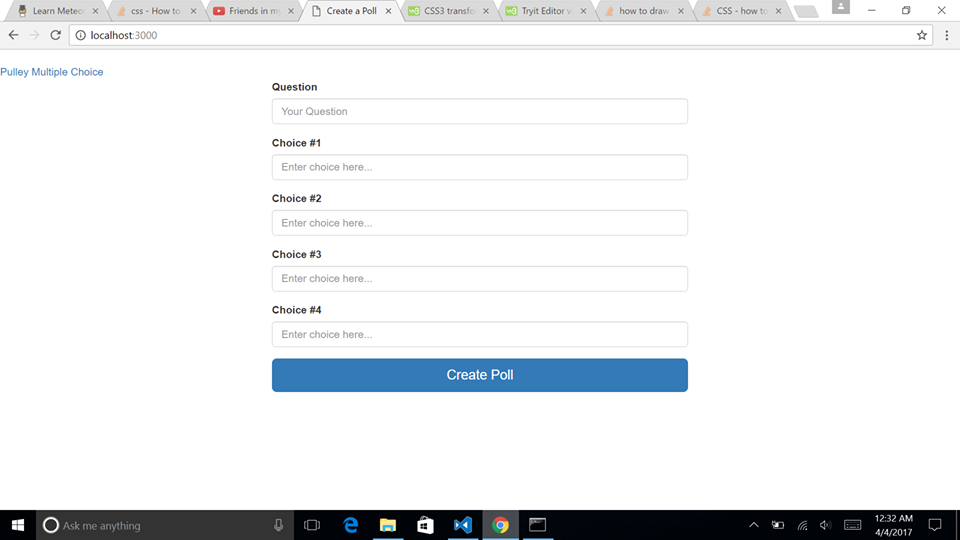 Learn Meteo
css - How to
Friends in my
Create a Poll
CSS3 transfo
Tryit Editor v
how to draw
CSS - how to
localhost:3000
Pulley Multiple Choice
Question
Your Question
Choice #1
Enter choice here...
Choice #2
Enter choice here...
Choice #3
Enter choice here...
Choice #4
Enter choice here...
Create Poll
Ask me anything
12:32 AM
4/4/2017